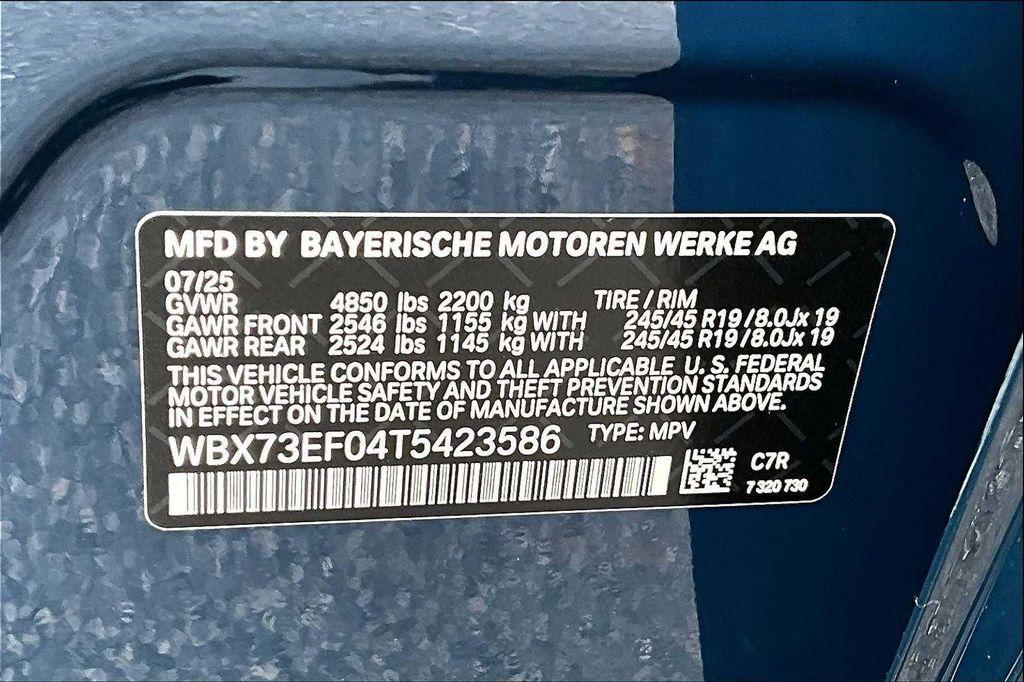 MFD BY BAYERISCHE MOTOREN WERKE AG
07/25
GVWR 4850 lbs 2200 kg TIRE / RIM
GAWR FRONT 2546 lbs 1155 kg WITH 245/45 R19 /8.0Jx 19
GAWR REAR 2524 lbs 1145 kg WITH 245/45 R19 /8.0Jx 19
THIS VEHICLE CONFORMS TO ALL APPLICABLE U. S. FEDERAL
MOTOR VEHICLE SAFETY AND THEFT PREVENTION STANDARDS
IN EFFECT ON THE DATE OF MANUFACTURE SHOWN ABOVE.
WBX73EF04T5423586 TYPE: MPV
C7R
7 320 730